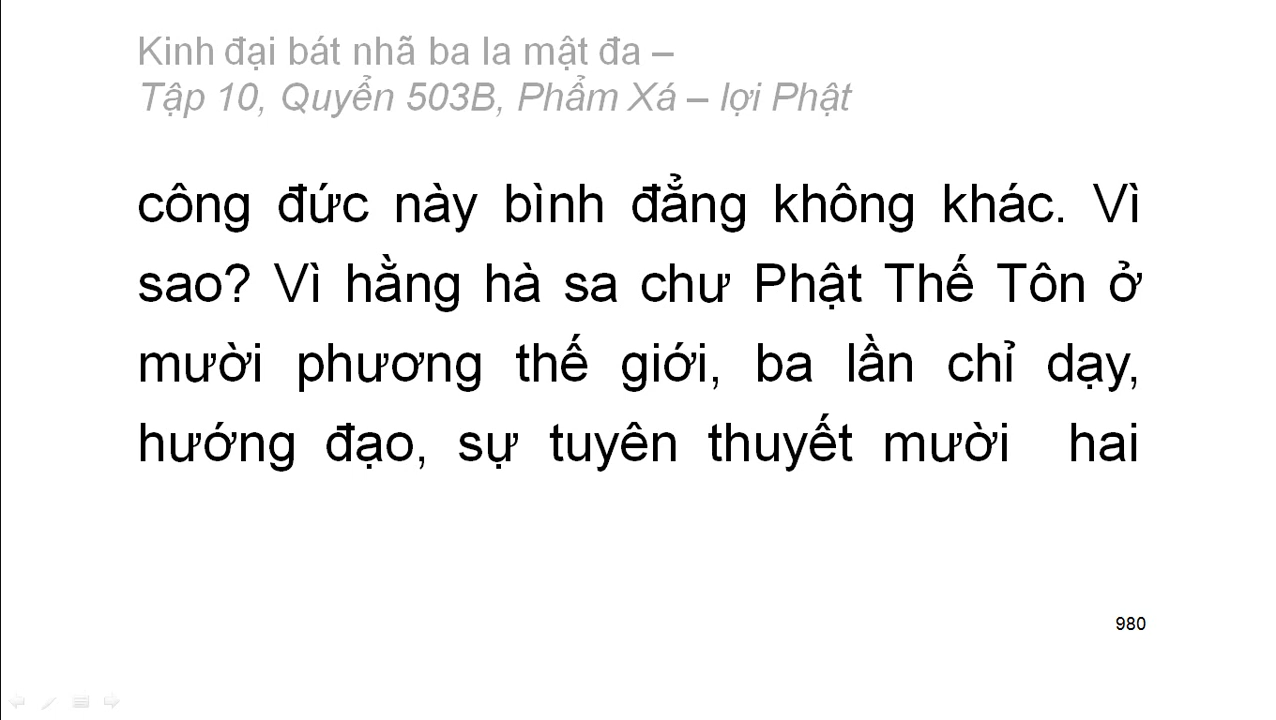 Kinh đại bát nhã ba la mật đa –
Tập 10, Quyển 503B, Phẩm Xá – lợi Phật
công đức này bình đẳng không khác. Vì
sao? Vì hằng hà sa chư Phật Thế Tôn ở
mười phương thế giới, ba lần chỉ dạy,
hướng đạo, sự tuyên thuyết mười hai
980